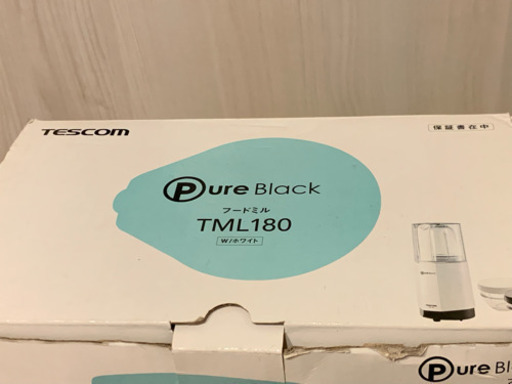 TESCOM
保証書在中
Pure Black
フードミル
TML180
W/ホワイト
Pure Bla